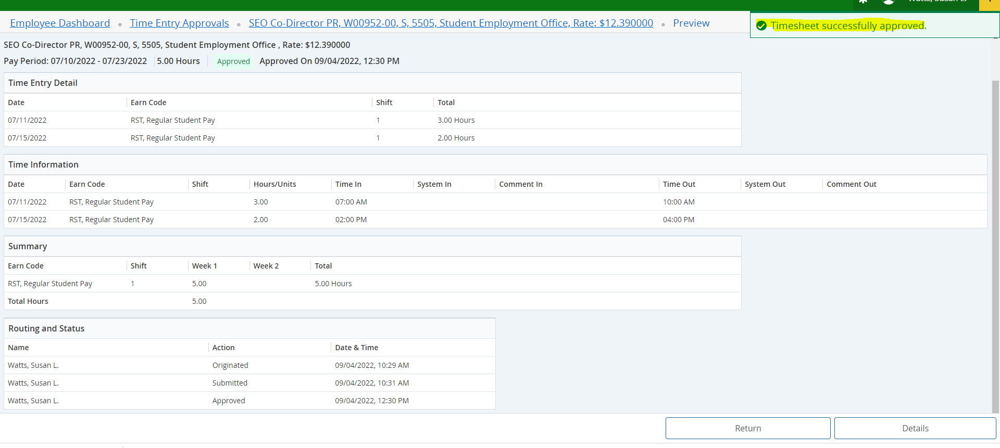 Employee Dashboard • Time Entry Approvals • SEO Co-Director PR, W00952-00, S, 5505, Student Employment Office, Rate: $12.390000 • Preview
Timesheet successfully approved.
SEO Co-Director PR, W00952-00, S, 5505, Student Employment Office , Rate: $12.390000
Pay Period: 07/10/2022 - 07/23/2022 5.00 Hours Approved Approved On 09/04/2022, 12:30 PM
Time Entry Detail
Date Earn Code Shift Total
07/11/2022 RST, Regular Student Pay 1 3.00 Hours
07/15/2022 RST, Regular Student Pay 1 2.00 Hours
Time Information
Date Earn Code Shift Hours/Units Time In System In Comment In Time Out System Out Comment Out
07/11/2022 RST, Regular Student Pay 3.00 07:00 AM 10:00 AM
07/15/2022 RST, Regular Student Pay 2.00 02:00 PM 04:00 PM
Summary
Earn Code Shift Week 1 Week 2 Total
RST, Regular Student Pay 1 5.00 5.00 Hours
Total Hours 5.00
Routing and Status
Name Action Date & Time
Watts, Susan L. Originated 09/04/2022, 10:29 AM
Watts, Susan L. Submitted 09/04/2022, 10:31 AM
Watts, Susan L. Approved 09/04/2022, 12:30 PM
Return Details